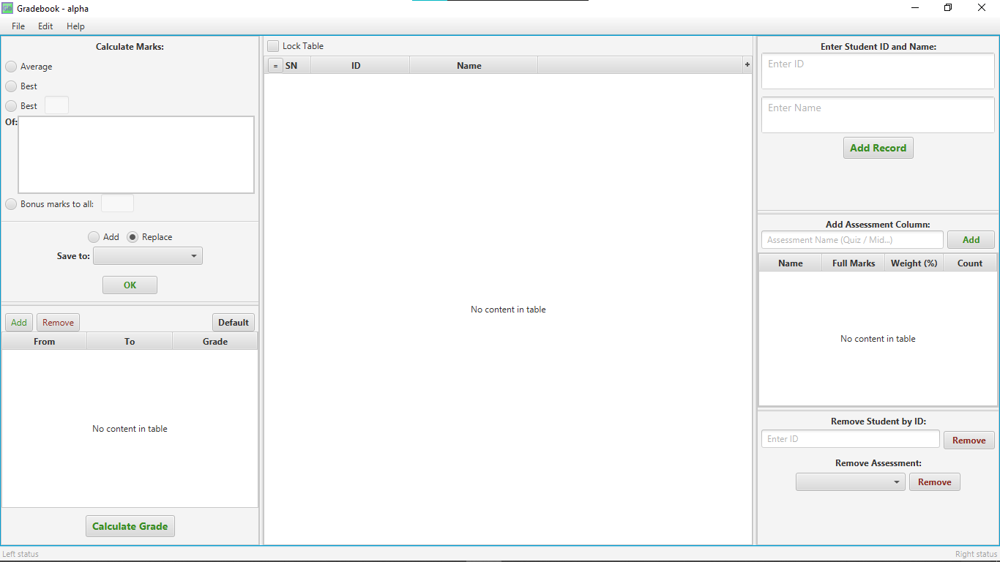 GB Gradebook - alpha
File Edit Help
Calculate Marks:
Average
Best
Best
Of:
Bonus marks to all:
Add Replace
Save to:
OK
Add Remove Default
From To Grade
No content in table
Calculate Grade
Lock Table
= SN ID Name +
No content in table
Enter Student ID and Name:
Enter ID
Enter Name
Add Record
Add Assessment Column:
Assessment Name (Quiz / Mid...) Add
Name Full Marks Weight (%) Count
No content in table
Remove Student by ID:
Enter ID Remove
Remove Assessment:
Remove
Left status Right status